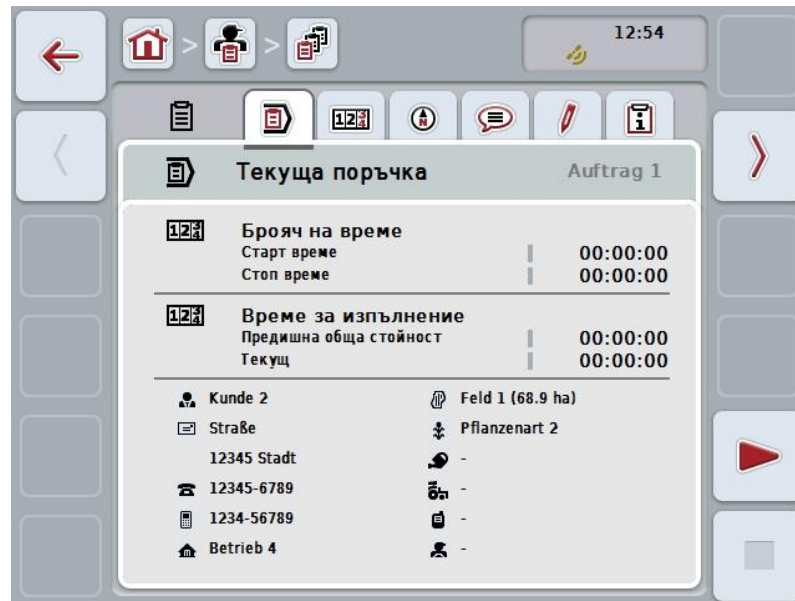 12:54
Текуща поръчка Auftrag 1
Брояч на време
Старт време 00:00:00
Стоп време 00:00:00
Време за изпълнение
Предишна обща стойност 00:00:00
Текущ 00:00:00
Kunde 2 Feld 1 (68.9 ha)
Straße Pflanzenart 2
12345 Stadt -
12345-6789 -
1234-56789 -
Betrieb 4 -